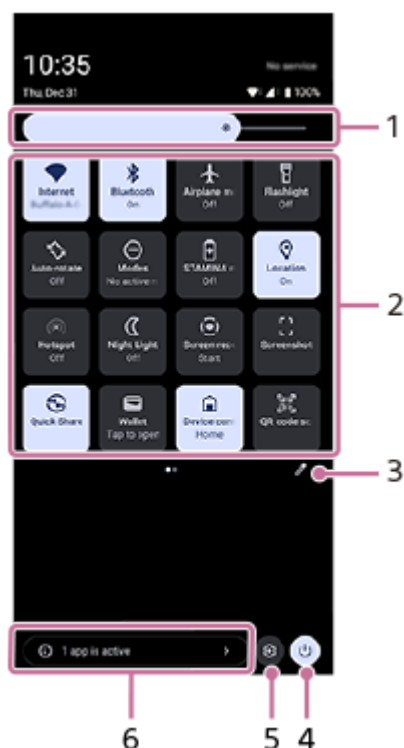 10:35
No service
Thu, Dec 31
100%
1
Internet Bluetooth Airplane m Flashlight
Buffalo-A-E On Off Off
2
Auto-rotate Modes STAMINA m Location
Off No active m Off On
Hotspot Night Light Screen rec Screenshot
Off Off Start
Quick Share Wallet Device cont QR code sc
Tap to open Home
3
1 app is active
6 5 4